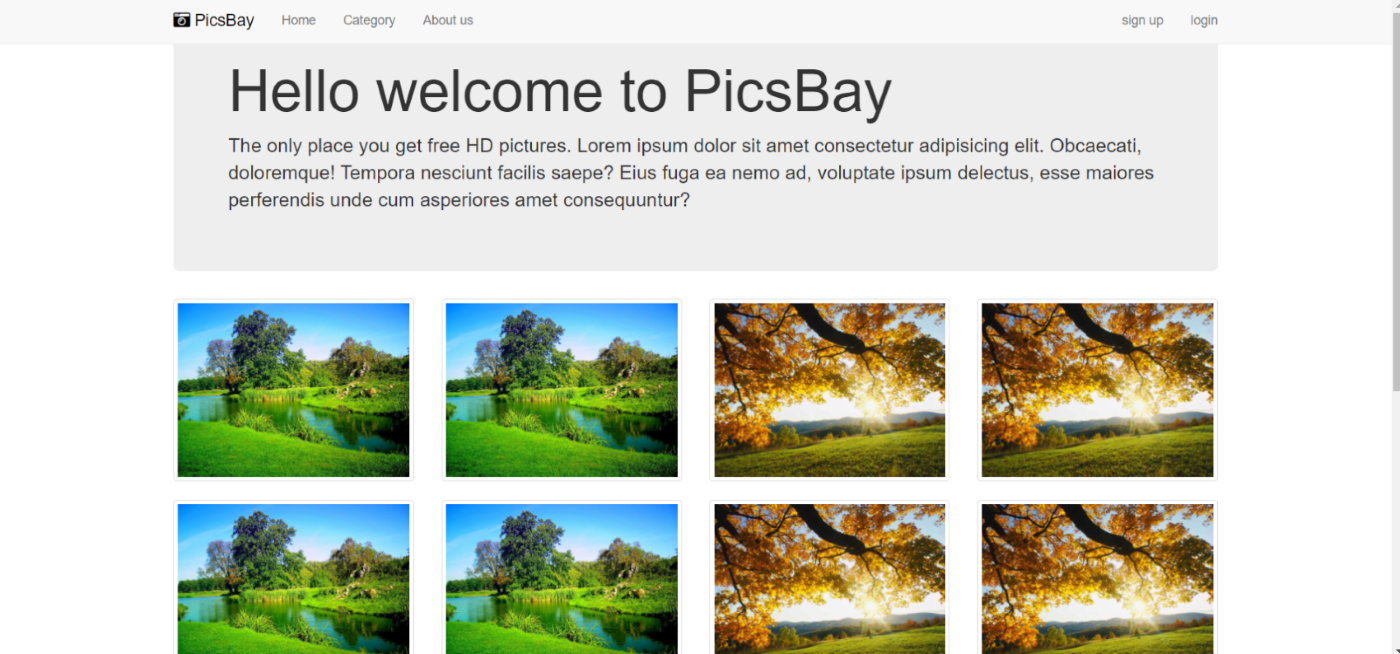 PicsBay Home Category About us sign up login
Hello welcome to PicsBay
The only place you get free HD pictures. Lorem ipsum dolor sit amet consectetur adipisicing elit. Obcaecati,
doloremque! Tempora nesciunt facilis saepe? Eius fuga ea nemo ad, voluptate ipsum delectus, esse maiores
perferendis unde cum asperiores amet consequuntur?